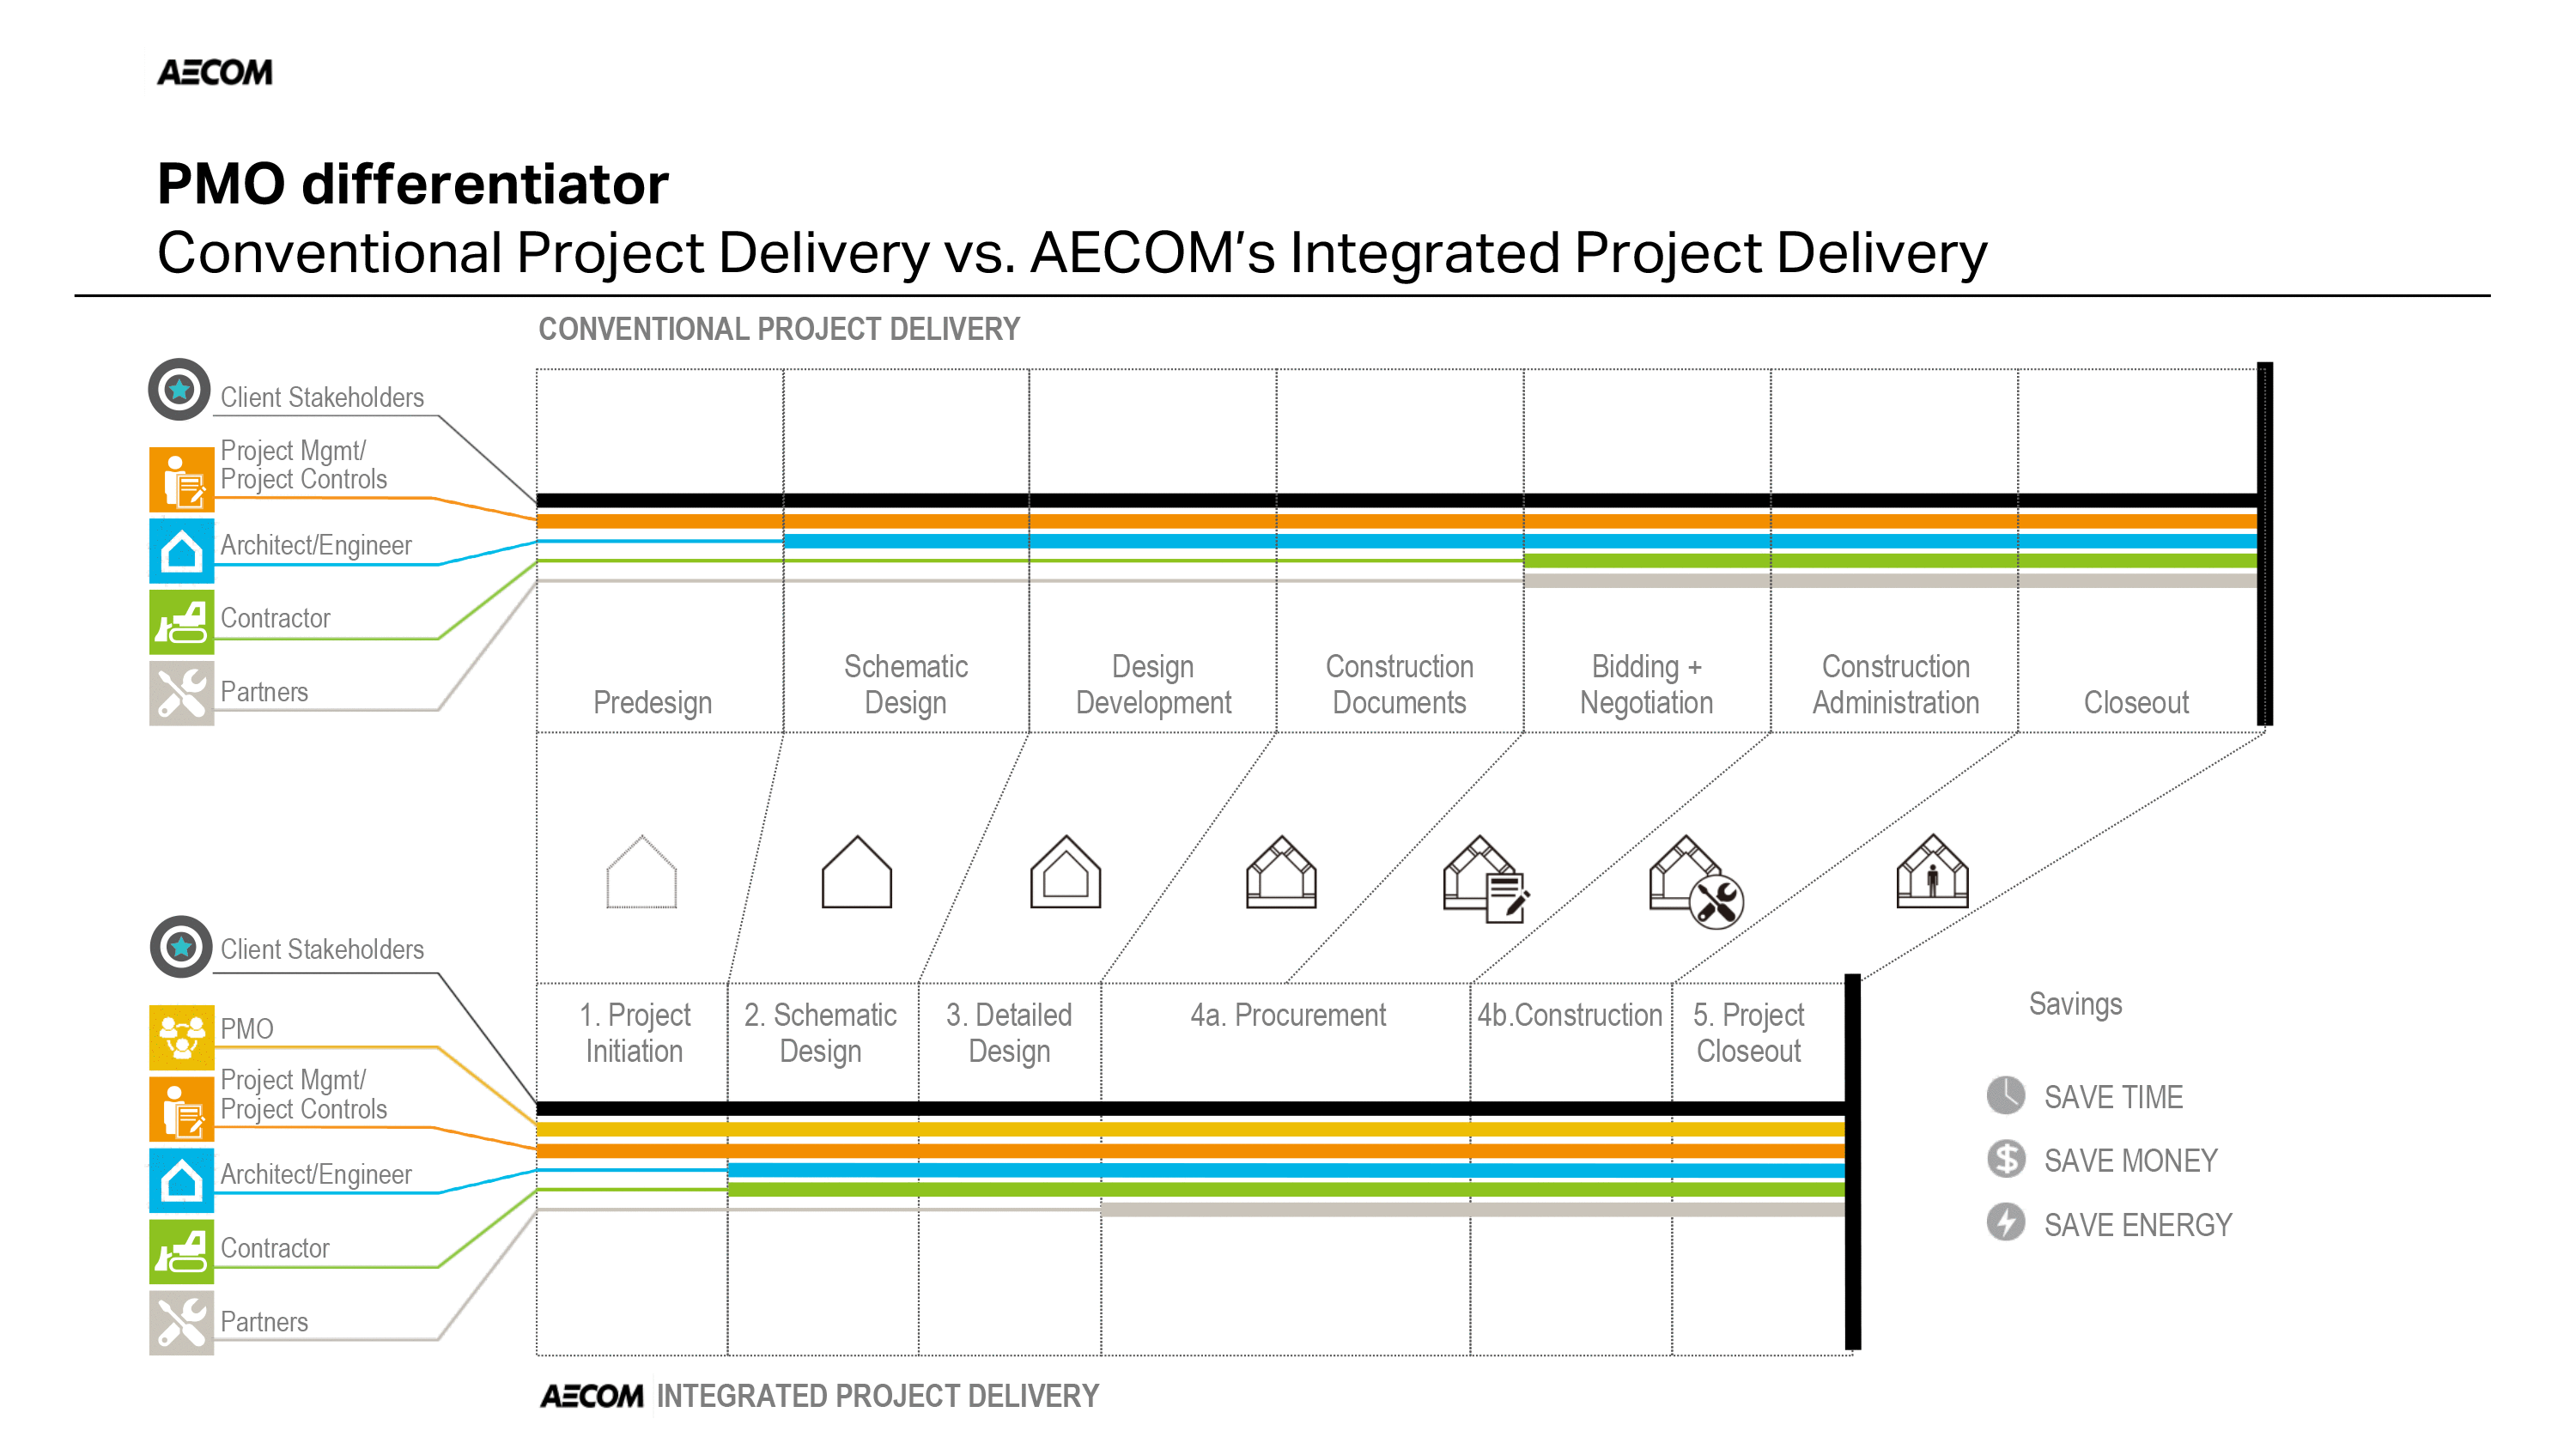 AECOM
PMO differentiator
Conventional Project Delivery vs. AECOM's Integrated Project Delivery
CONVENTIONAL PROJECT DELIVERY
Client Stakeholders
Project Mgmt/
Project Controls
Architect/Engineer
Contractor
Partners
Predesign
Schematic
Design
Design
Development
Construction
Documents
Bidding +
Negotiation
Construction
Administration
Closeout
Client Stakeholders
PMO
Project Mgmt/
Project Controls
Architect/Engineer
Contractor
Partners
1. Project
Initiation
2. Schematic
Design
3. Detailed
Design
4a. Procurement
4b.Construction
5. Project
Closeout
Savings
SAVE TIME
$ SAVE MONEY
SAVE ENERGY
AECOM INTEGRATED PROJECT DELIVERY